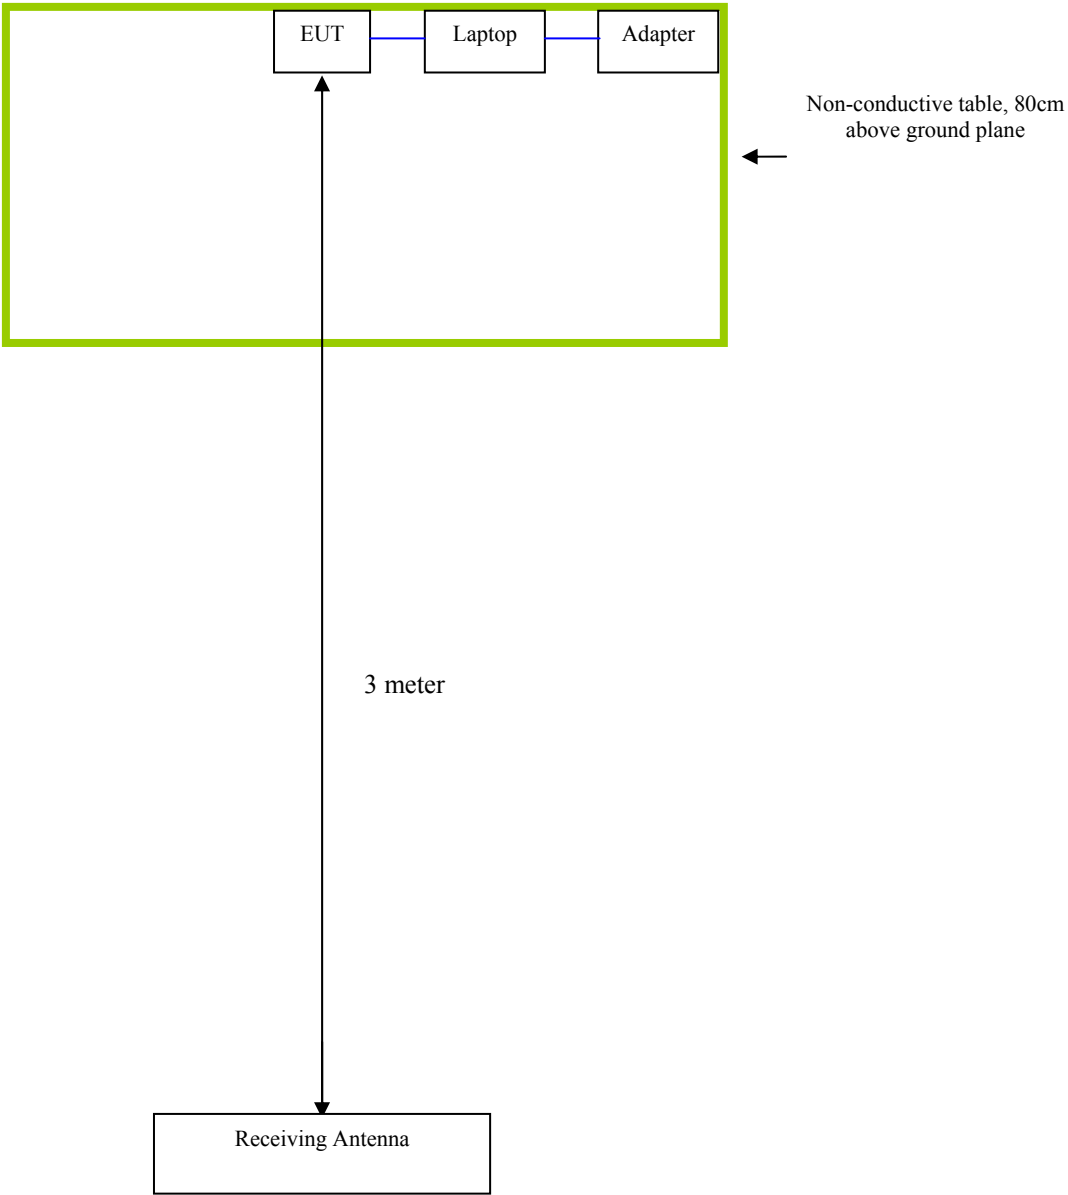 EUT
Laptop
Adapter
Non-conductive table, 80cm
above ground plane
3 meter
Receiving Antenna